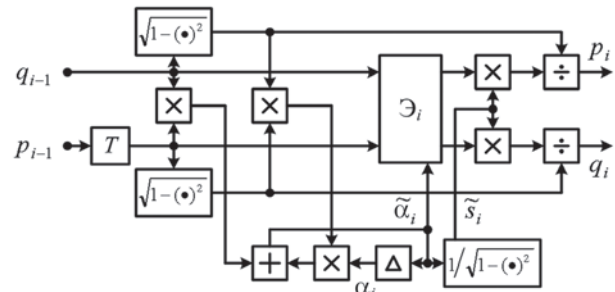 √1−(•)²
p_i
q_{i-1}
× × Э_i × ÷
p_{i-1} T × ÷
√1−(•)²
q_i
α̃_i s̃_i
+ × Δ 1/√1−(•)²
α_i